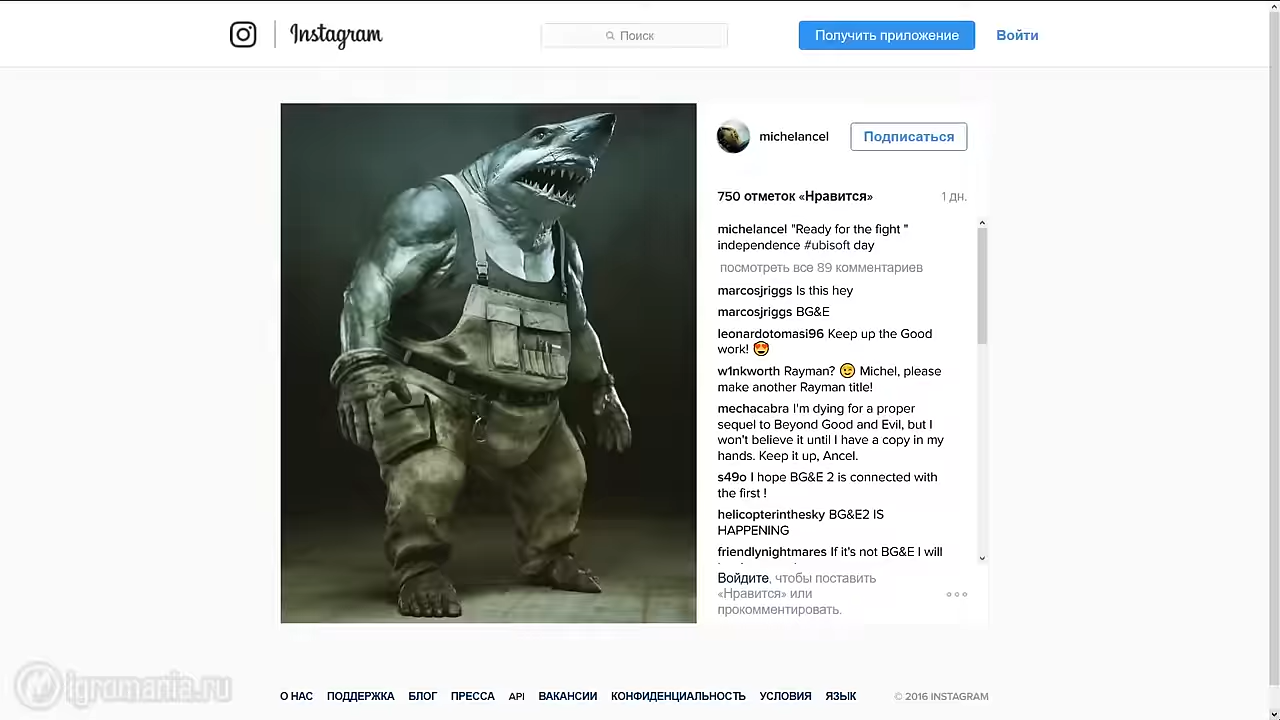 Instagram
Поиск
Получить приложение
Войти
michelancel
Подписаться
750 отметок «Нравится»
1 дн.
michelancel "Ready for the fight "
independence #ubisoft day
посмотреть все 89 комментариев
marcosjriggs Is this hey
marcosjriggs BG&E
leonardotomasi96 Keep up the Good
work! 😍
w1nkworth Rayman? 😉 Michel, please
make another Rayman title!
mechacabra I'm dying for a proper
sequel to Beyond Good and Evil, but I
won't believe it until I have a copy in my
hands. Keep it up, Ancel.
s49o I hope BG&E 2 is connected with
the first !
helicopterinthesky BG&E2 IS
HAPPENING
friendlynightmares If it's not BG&E I will
Войдите, чтобы поставить
«Нравится» или
прокомментировать.
О НАС ПОДДЕРЖКА БЛОГ ПРЕССА API ВАКАНСИИ КОНФИДЕНЦИАЛЬНОСТЬ УСЛОВИЯ ЯЗЫК
© 2016 INSTAGRAM
igromania.ru